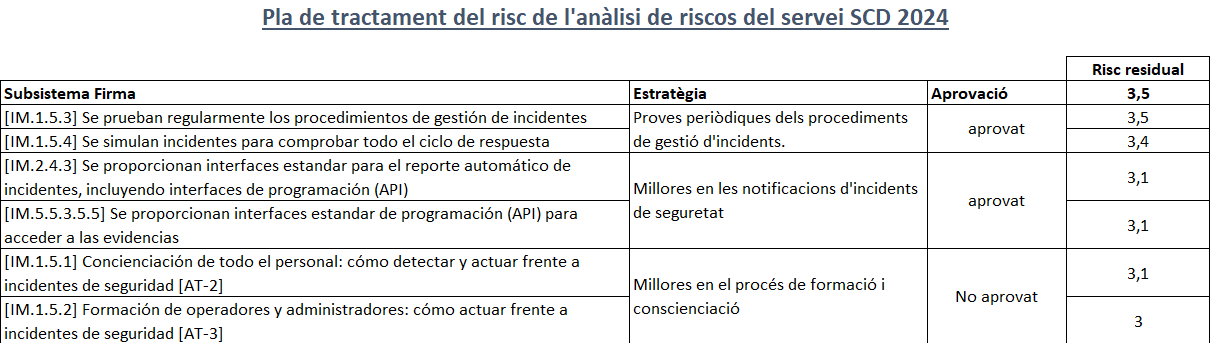 Pla de tractament del risc de l'anàlisi de riscos del servei SCD 2024
Risc residual
Subsistema Firma Estratègia Aprovació 3,5
[IM.1.5.3] Se prueban regularmente los procedimientos de gestión de incidentes
Proves periòdiques dels procediments
de gestió d'incidents.
aprovat
3,5
[IM.1.5.4] Se simulan incidentes para comprobar todo el ciclo de respuesta
3,4
[IM.2.4.3] Se proporcionan interfaces estandar para el reporte automático de
incidentes, incluyendo interfaces de programación (API)
Millores en les notificacions d'incidents
de seguretat
aprovat
3,1
[IM.5.5.3.5.5] Se proporcionan interfaces estandar de programación (API) para
acceder a las evidencias
3,1
[IM.1.5.1] Concienciación de todo el personal: cómo detectar y actuar frente a
incidentes de seguridad [AT-2]
Millores en el procés de formació i
conscienciació
No aprovat
3,1
[IM.1.5.2] Formación de operadores y administradores: cómo actuar frente a
incidentes de seguridad [AT-3]
3